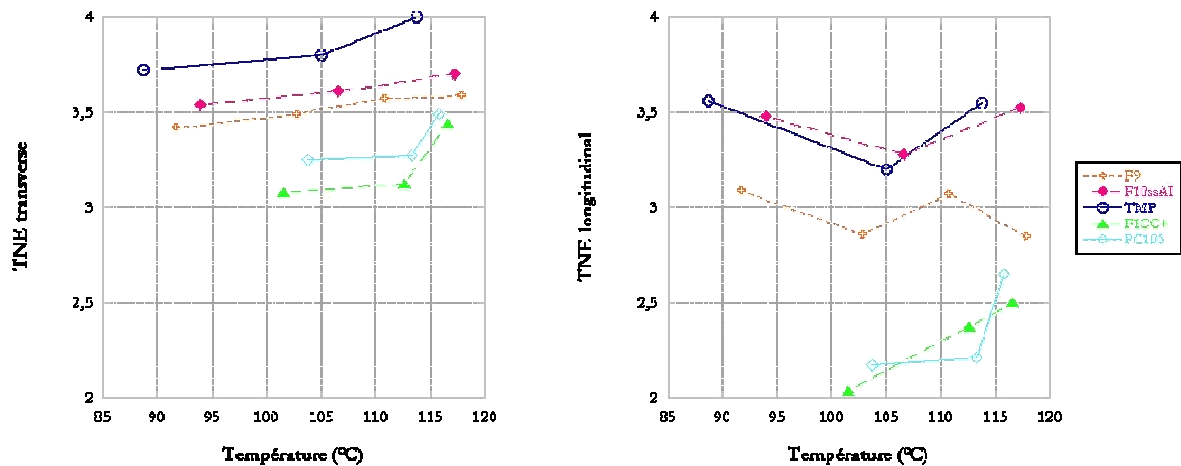 4
3,5
3
2,5
2
TNE transverse
85 90 95 100 105 110 115 120
Température (°C)
4
3,5
3
2,5
2
TNE longitudinal
85 90 95 100 105 110 115 120
Température (°C)
F9
F13ssAI
TMP
F1CC+
PC105